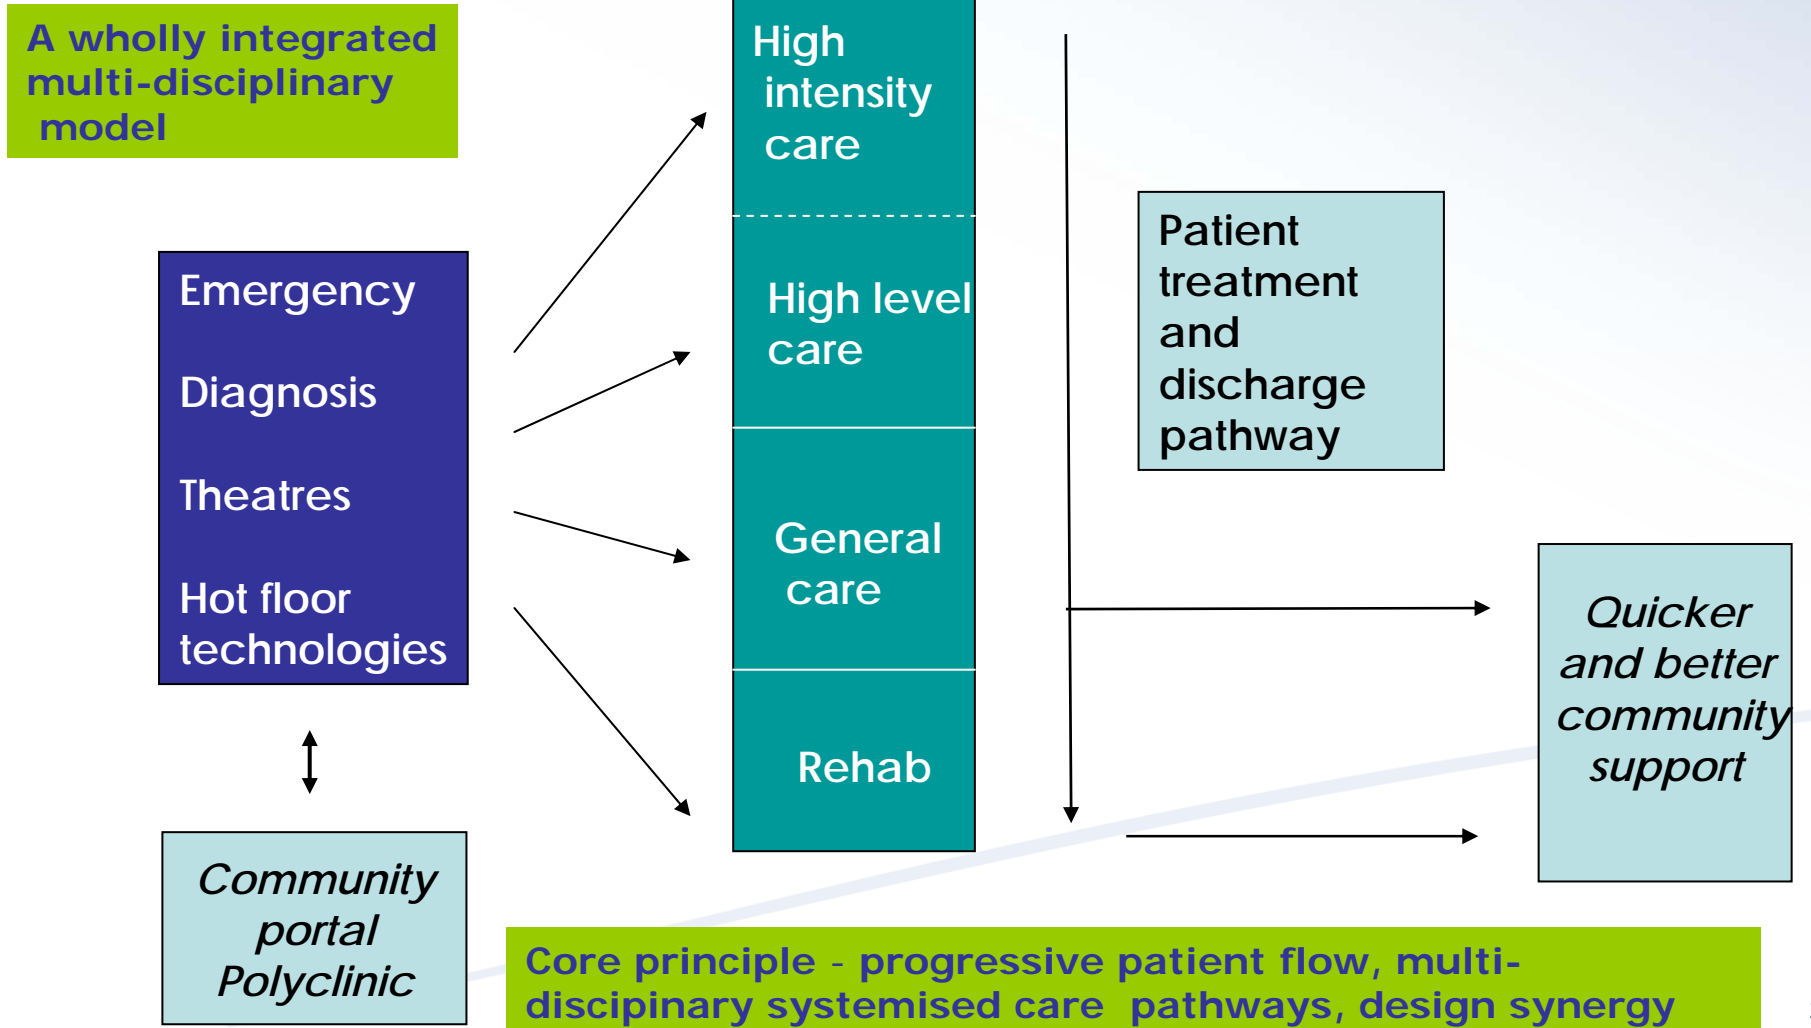 A wholly integrated
multi-disciplinary
model
High
intensity
care
High level
care
General
care
Rehab
Emergency
Diagnosis
Theatres
Hot floor
technologies
Community
portal
Polyclinic
Patient
treatment
and
discharge
pathway
Quicker
and better
community
support
Core principle - progressive patient flow, multi-
discipinary systemised care pathways, design synergy